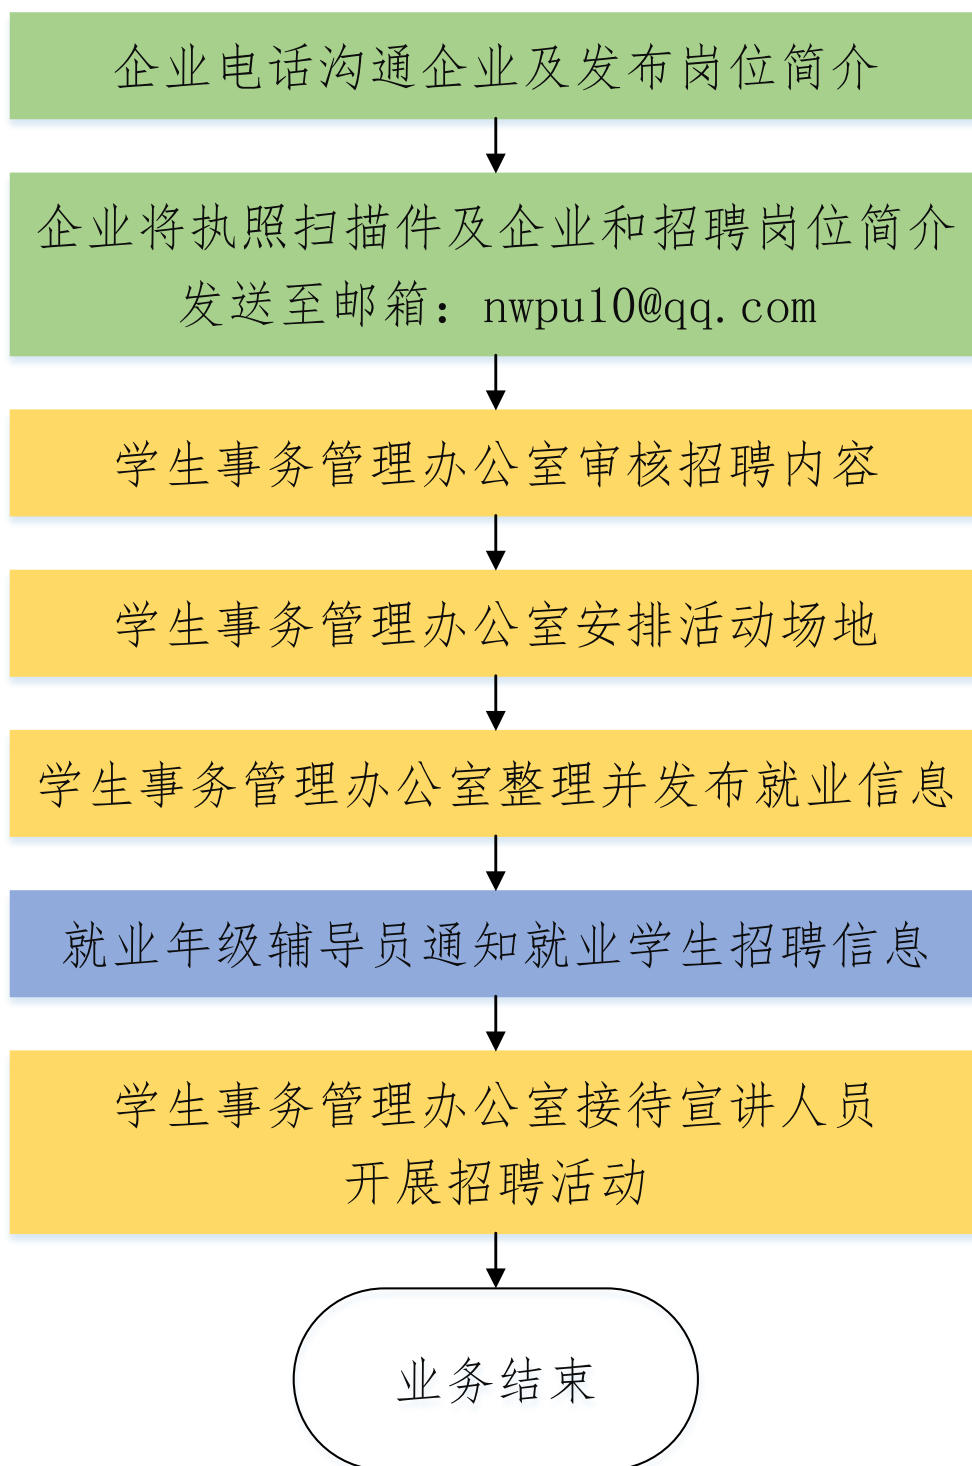 企业电话沟通企业及发布岗位简介
企业将执照扫描件及企业和招聘岗位简介
发送至邮箱：nwpu10@qq.com
学生事务管理办公室审核招聘内容
学生事务管理办公室安排活动场地
学生事务管理办公室整理并发布就业信息
就业年级辅导员通知就业学生招聘信息
学生事务管理办公室接待宣讲人员
开展招聘活动
业务结束